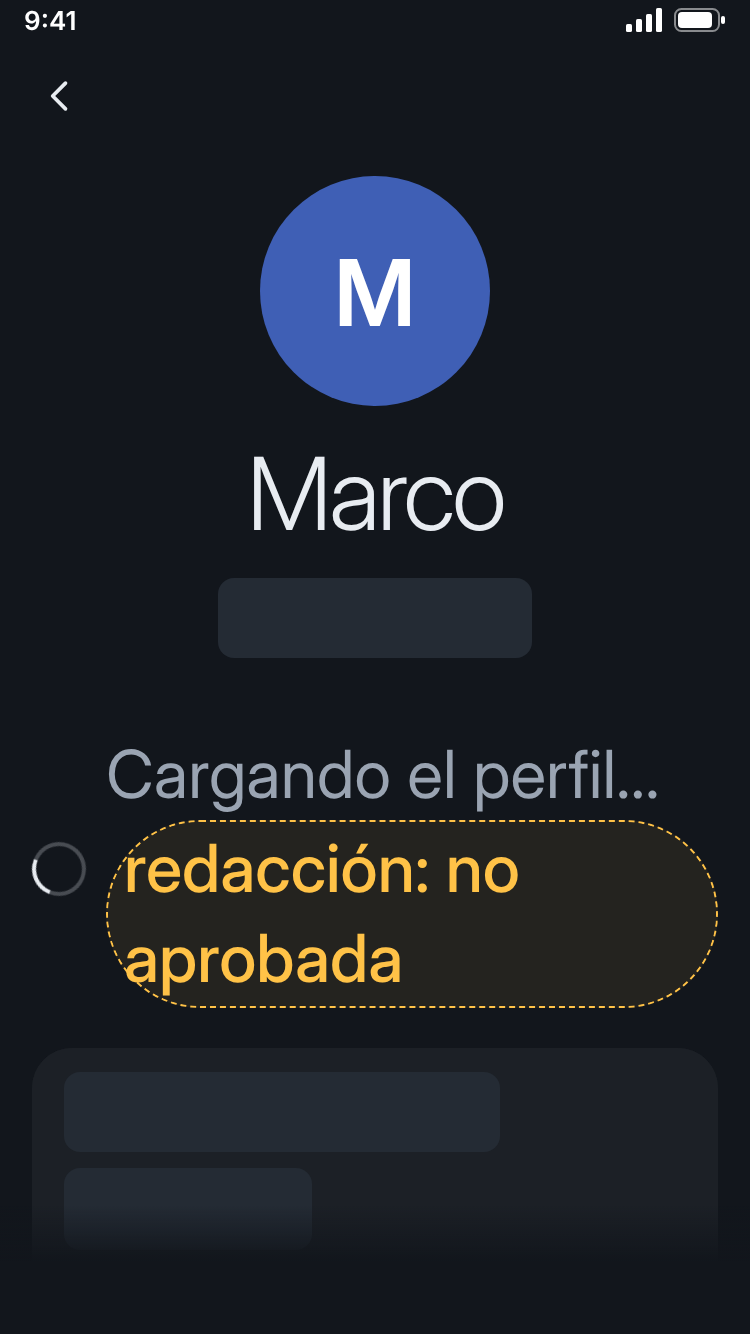 9:41
M
Marco
Cargando el perfil…
redacción: no
aprobada